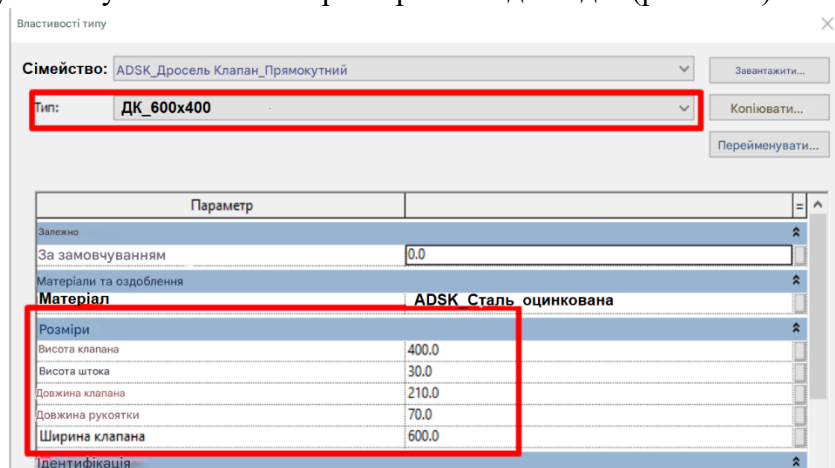 Властивості типу
Сімейство: ADSK_Дросель Клапан_Прямокутний
Завантажити...
Тип: ДК_600x400
Копіювати...
Перейменувати...
Параметр =
Залежно
За замовчуванням 0.0
Матеріали та оздоблення
Матеріал ADSK_Сталь оцинкована
Розміри
Висота клапана 400.0
Висота штока 30.0
Довжина клапана 210.0
Довжина рукоятки 70.0
Ширина клапана 600.0
Ідентифікація